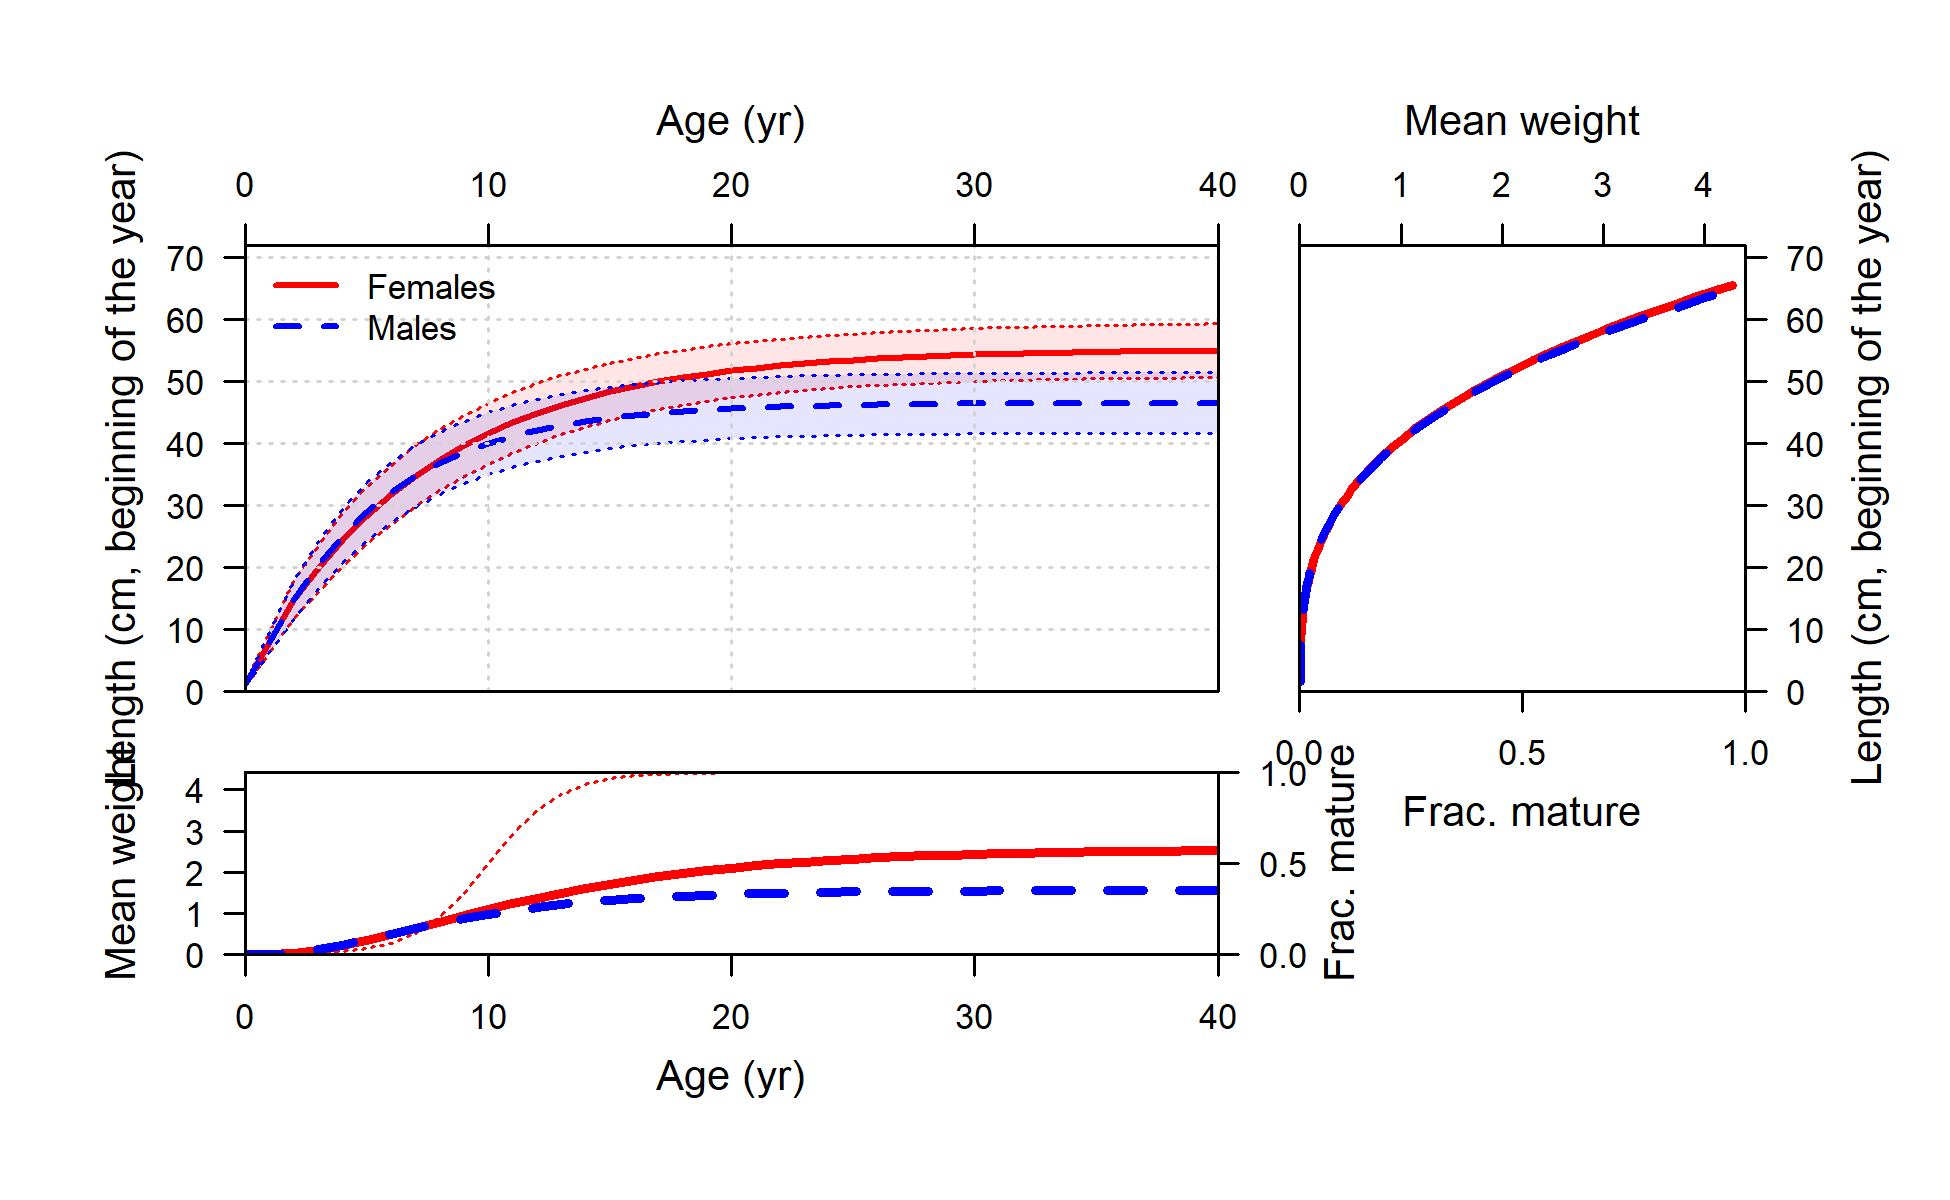 Age (yr)
Mean weight
0 10 20 30 40
0 1 2 3 4
Length (cm, beginning of the year)
70
60
50
40
30
20
10
0
Females
Males
70
60
50
40
30
20
10
0
Length (cm, beginning of the year)
0.0 0.5 1.0
Frac. mature
Mean weight
4
3
2
1
0
1.0
0.5
0.0
Frac. mature
0 10 20 30 40
Age (yr)